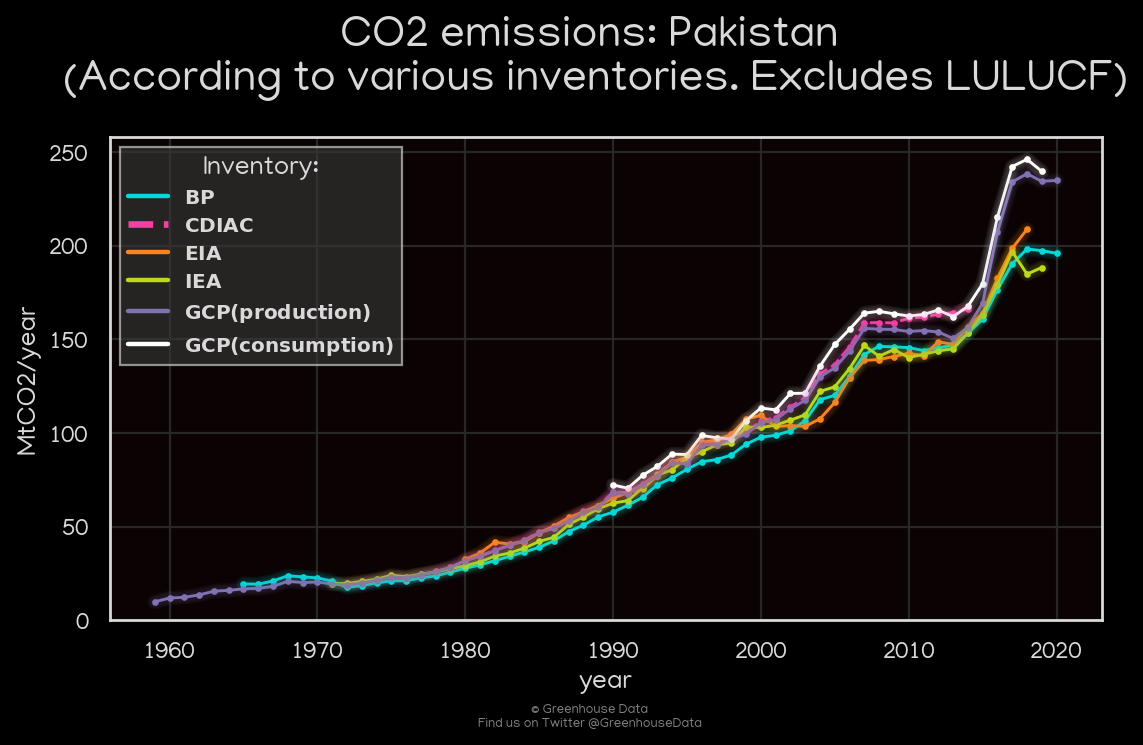 CO2 emissions: Pakistan
(According to various inventories. Excludes LULUCF)
250
200
150
100
50
0
MtCO2/year
Inventory:
BP
CDIAC
EIA
IEA
GCP(production)
GCP(consumption)
1960 1970 1980 1990 2000 2010 2020
year
© Greenhouse Data
Find us on Twitter @GreenhouseData